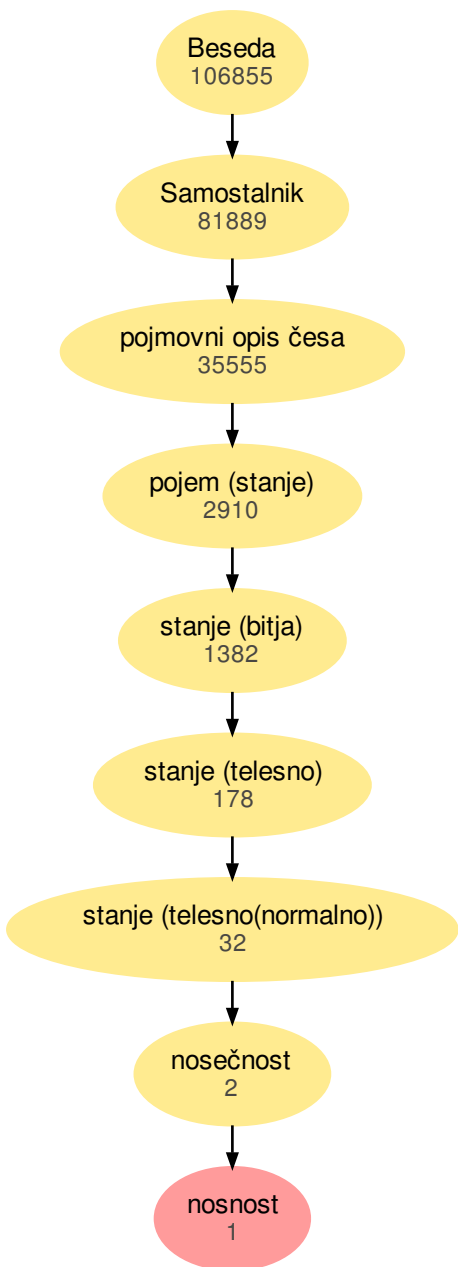 Beseda
106855
Samostalnik
81889
pojmovni opis česa
35555
pojem (stanje)
2910
stanje (bitja)
1382
stanje (telesno)
178
stanje (telesno(normalno))
32
nosečnost
2
nosnost
1